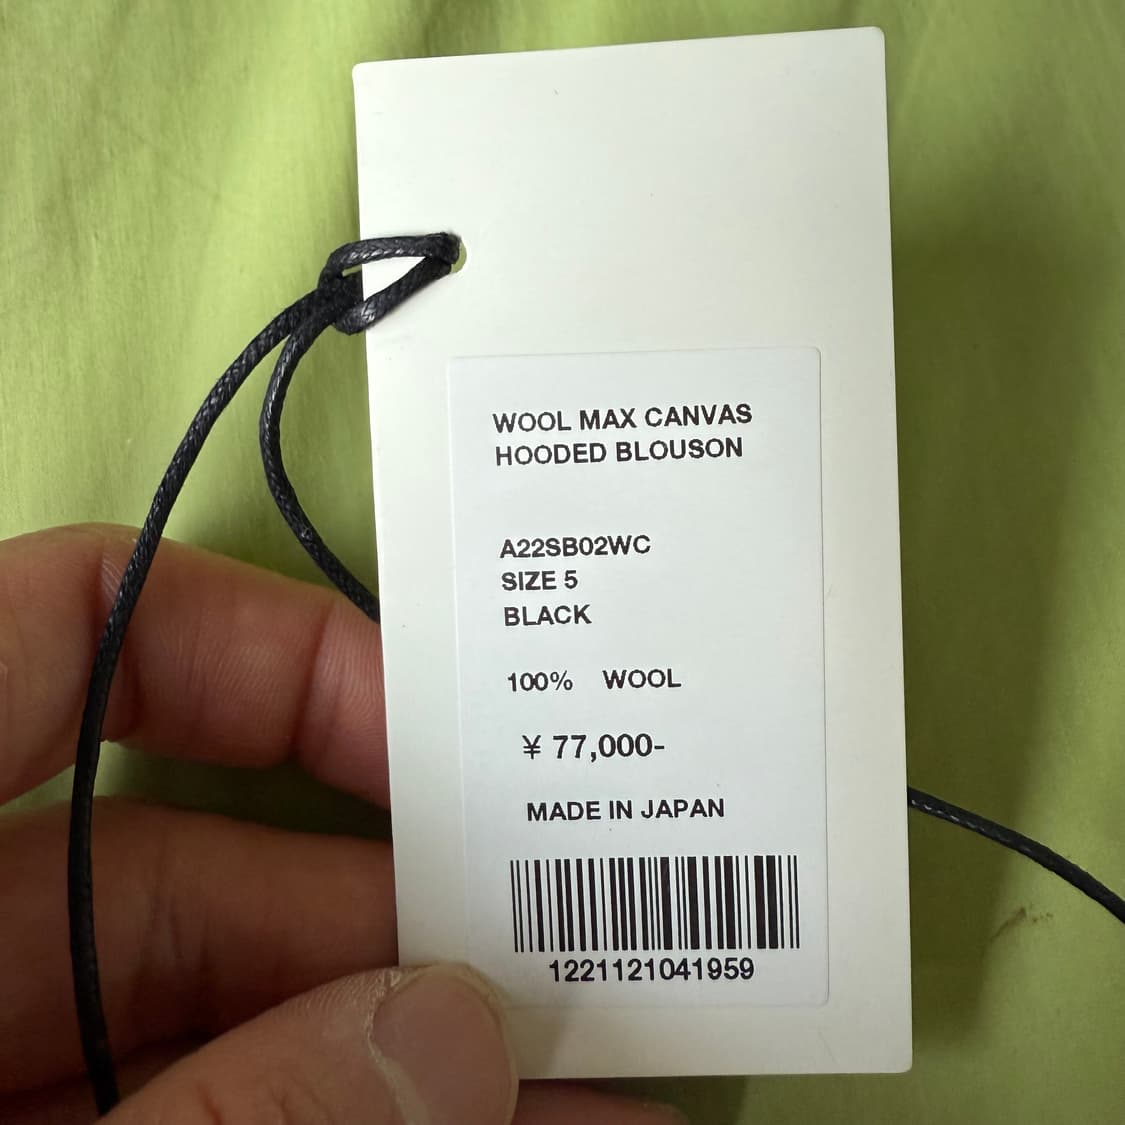 WOOL MAX CANVAS
HOODED BLOUSON
A22SB02WC
SIZE 5
BLACK
100% WOOL
¥ 77,000-
MADE IN JAPAN
1221121041959